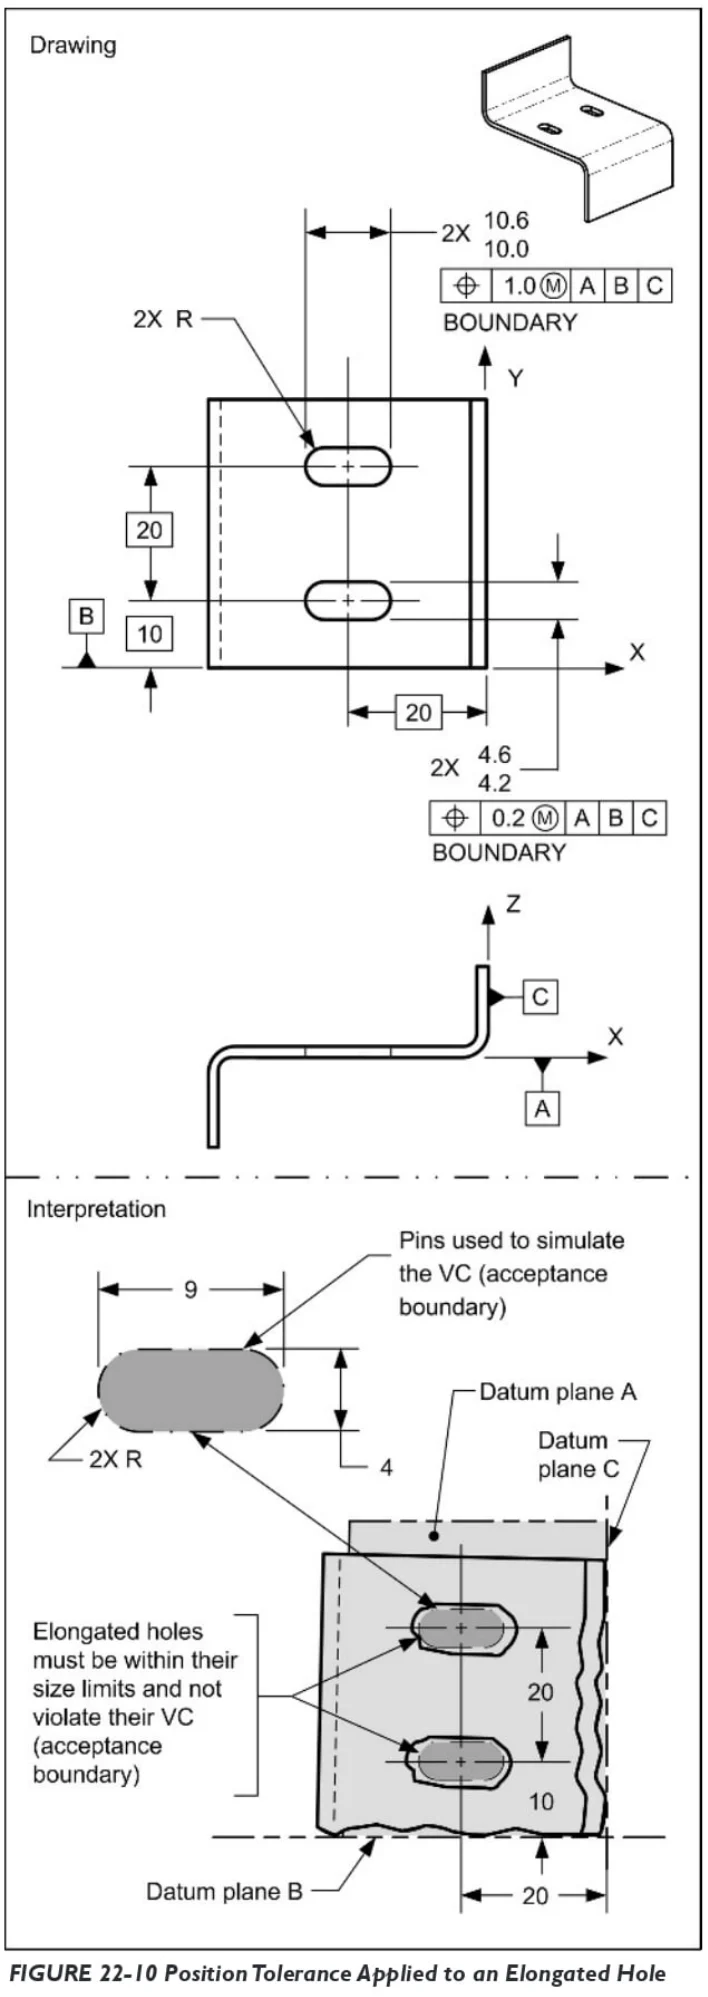 Drawing
2X 10.6
10.0
⌖ 1.0 Ⓜ A B C
BOUNDARY
2X R
Y
20
B
10
X
20
2X 4.6
4.2
⌖ 0.2 Ⓜ A B C
BOUNDARY
Z
C
X
A
Interpretation
Pins used to simulate
the VC (acceptance
boundary)
9
2X R
4
Datum plane A
Datum
plane C
Elongated holes
must be within their
size limits and not
violate their VC
(acceptance
boundary)
20
10
Datum plane B
20
FIGURE 22-10 Position Tolerance Applied to an Elongated Hole